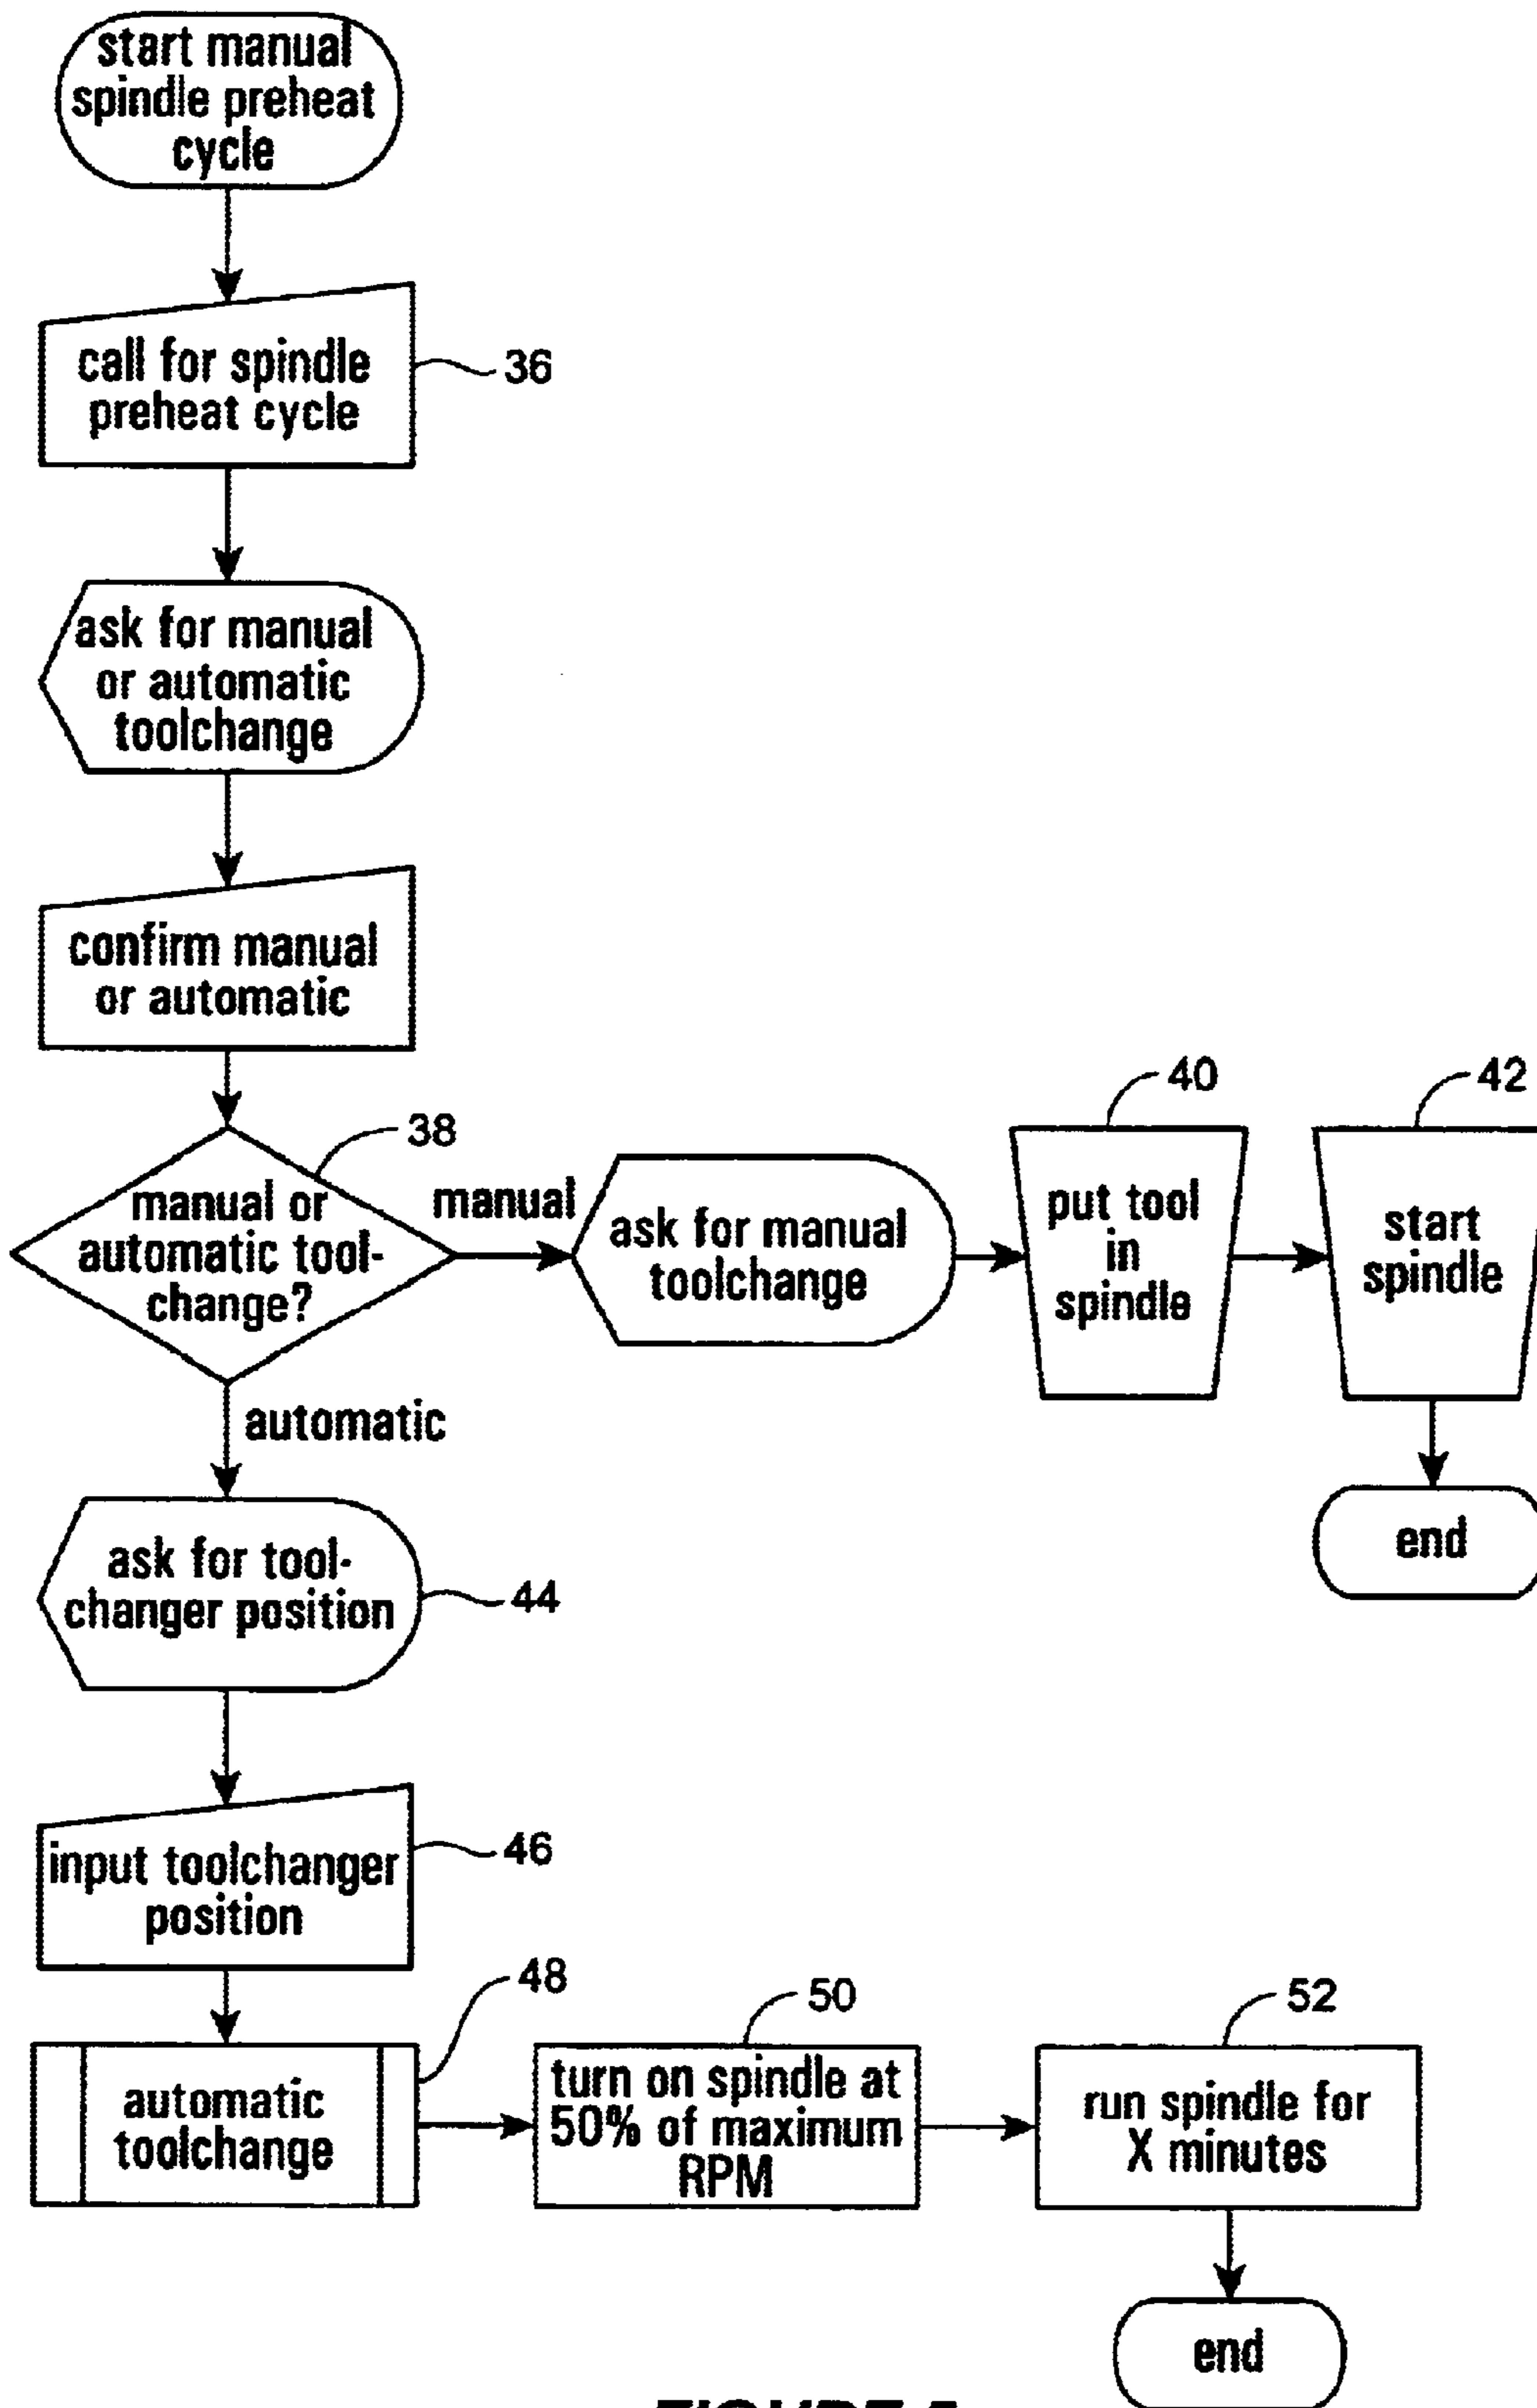 start manual
spindle preheat
cycle
call for spindle
preheat cycle
36
ask for manual
or automatic
toolchange
confirm manual
or automatic
38
manual or
automatic tool-
change?
manual
ask for manual
toolchange
40
put tool
in
spindle
42
start
spindle
end
automatic
ask for tool-
changer position
44
input toolchanger
position
46
automatic
toolchange
48
50
turn on spindle at
50% of maximum
RPM
52
run spindle for
X minutes
end